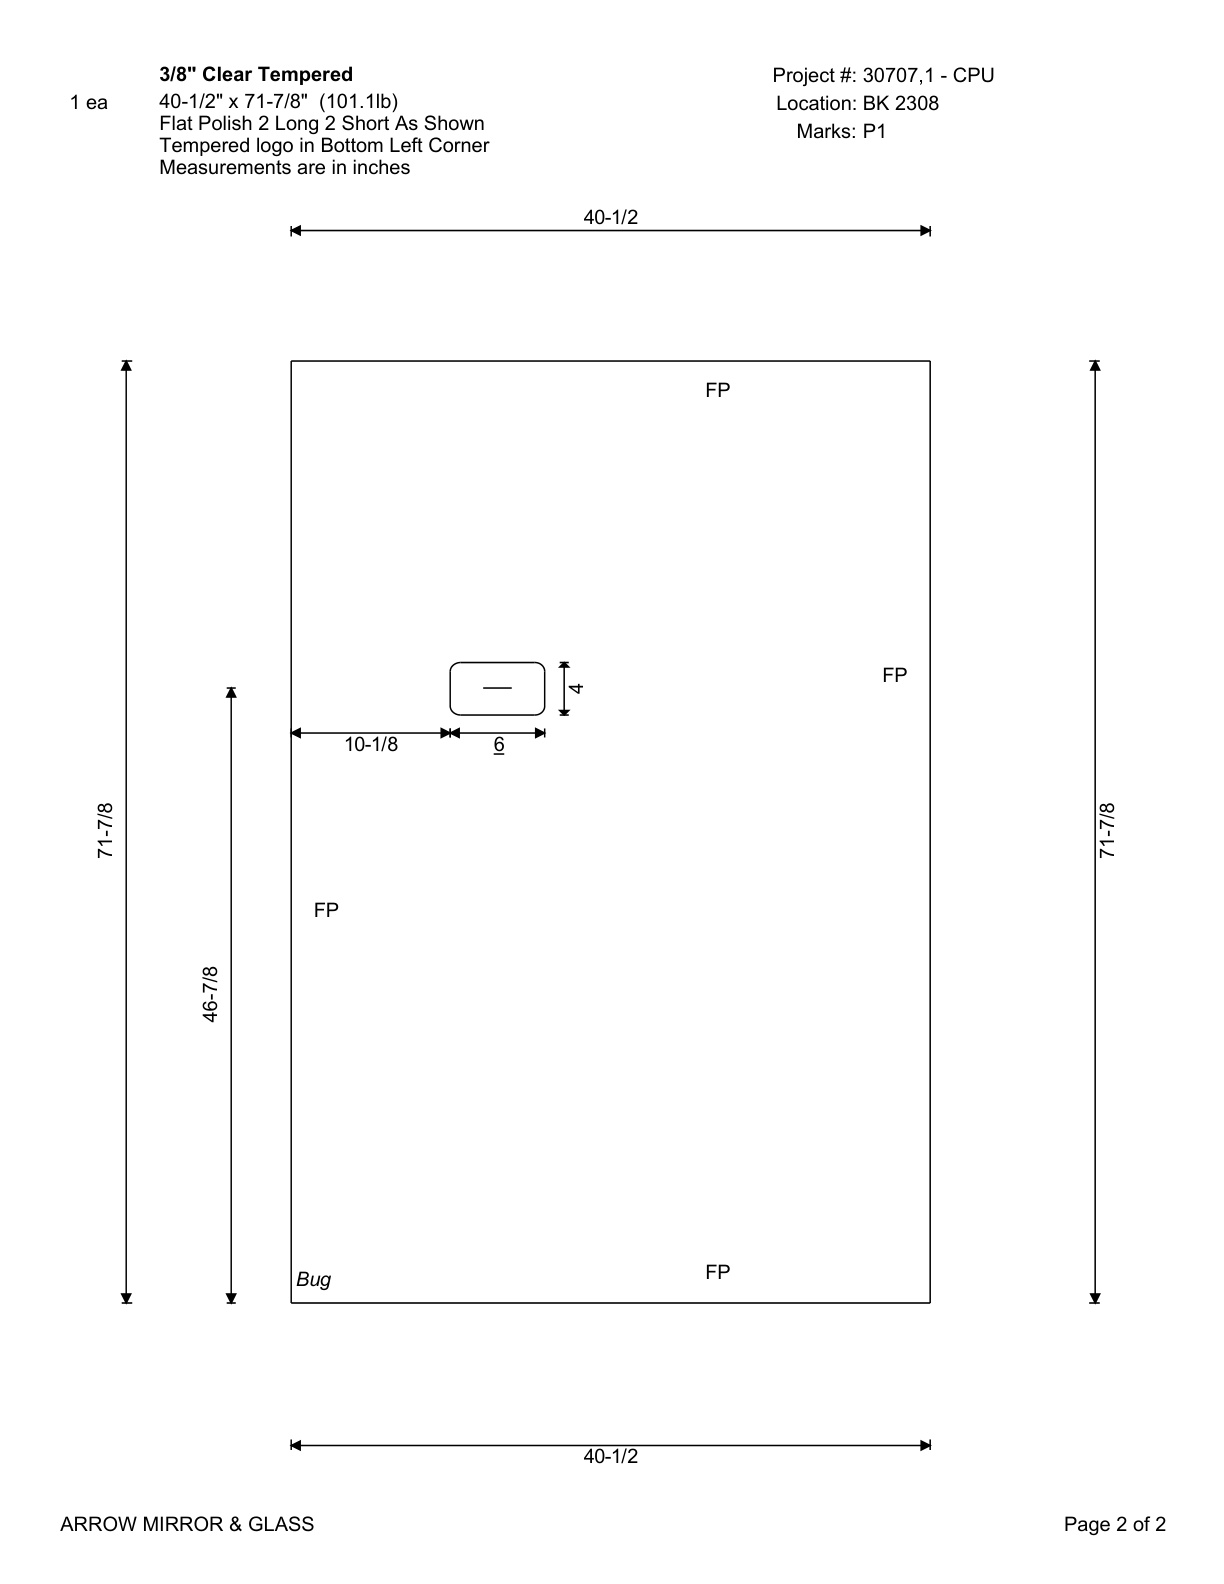 3/8" Clear Tempered
1 ea
40-1/2" x 71-7/8"  (101.1lb)
Flat Polish 2 Long 2 Short As Shown
Tempered logo in Bottom Left Corner
Measurements are in inches
Project #: 30707,1 - CPU
Location: BK 2308
Marks: P1
40-1/2
FP
FP
4
10-1/8
6
71-7/8
71-7/8
FP
46-7/8
FP
Bug
40-1/2
ARROW MIRROR & GLASS
Page 2 of 2